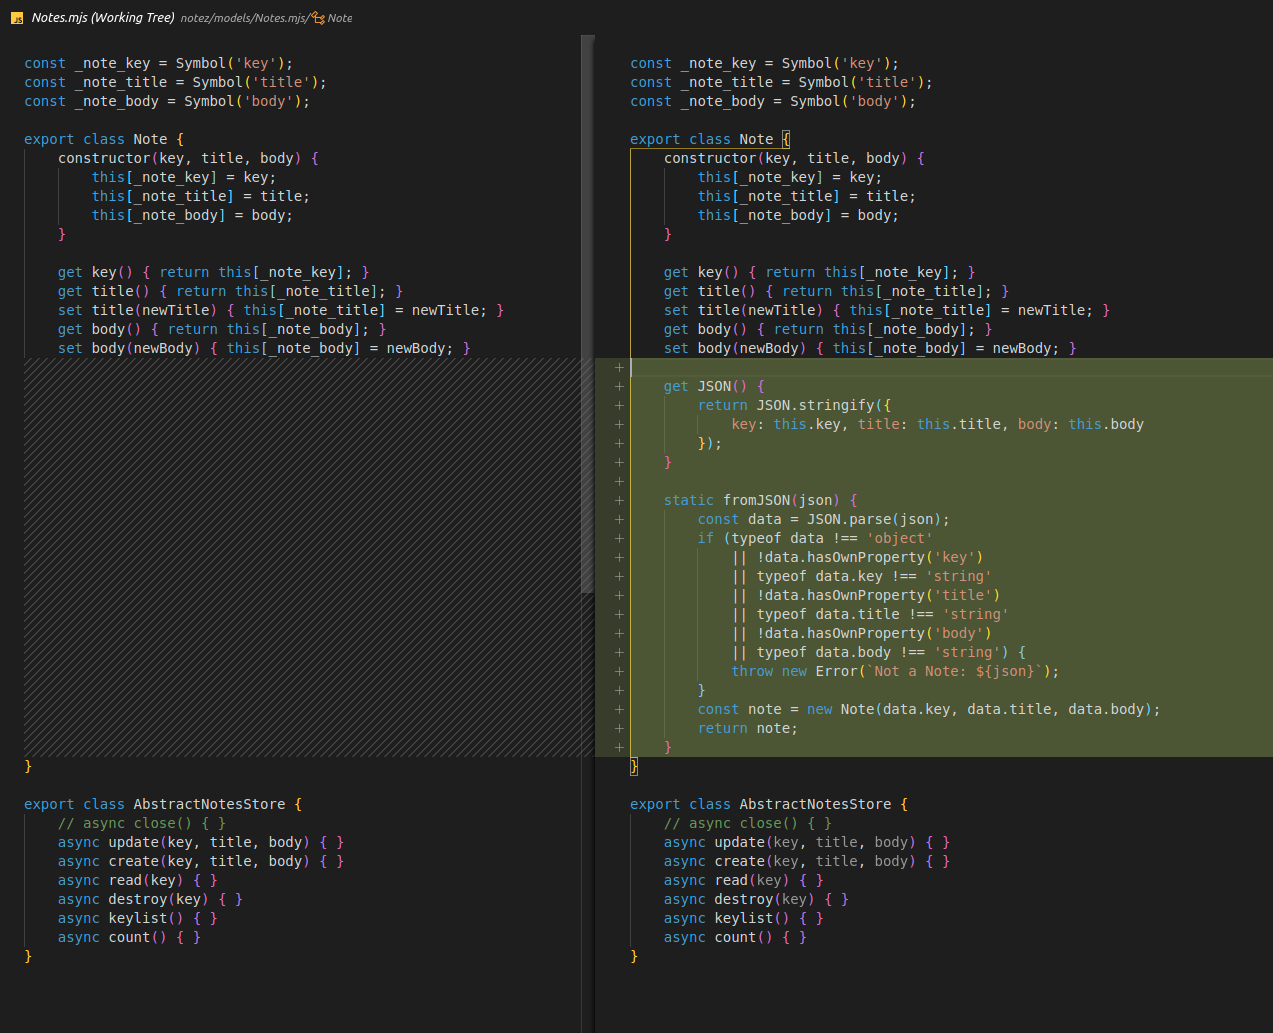 JS Notes.mjs (Working Tree) notez/models/Notes.mjs/ Note
const _note_key = Symbol('key');
const _note_title = Symbol('title');
const _note_body = Symbol('body');
export class Note {
constructor(key, title, body) {
this[_note_key] = key;
this[_note_title] = title;
this[_note_body] = body;
}
get key() { return this[_note_key]; }
get title() { return this[_note_title]; }
set title(newTitle) { this[_note_title] = newTitle; }
get body() { return this[_note_body]; }
set body(newBody) { this[_note_body] = newBody; }
}
export class AbstractNotesStore {
// async close() { }
async update(key, title, body) { }
async create(key, title, body) { }
async read(key) { }
async destroy(key) { }
async keylist() { }
async count() { }
}
const _note_key = Symbol('key');
const _note_title = Symbol('title');
const _note_body = Symbol('body');
export class Note {
constructor(key, title, body) {
this[_note_key] = key;
this[_note_title] = title;
this[_note_body] = body;
}
get key() { return this[_note_key]; }
get title() { return this[_note_title]; }
set title(newTitle) { this[_note_title] = newTitle; }
get body() { return this[_note_body]; }
set body(newBody) { this[_note_body] = newBody; }
+
+ get JSON() {
+ return JSON.stringify({
+ key: this.key, title: this.title, body: this.body
+ });
+ }
+
+ static fromJSON(json) {
+ const data = JSON.parse(json);
+ if (typeof data !== 'object'
+ || !data.hasOwnProperty('key')
+ || typeof data.key !== 'string'
+ || !data.hasOwnProperty('title')
+ || typeof data.title !== 'string'
+ || !data.hasOwnProperty('body')
+ || typeof data.body !== 'string') {
+ throw new Error(`Not a Note: ${json}`);
+ }
+ const note = new Note(data.key, data.title, data.body);
+ return note;
+ }
}
export class AbstractNotesStore {
// async close() { }
async update(key, title, body) { }
async create(key, title, body) { }
async read(key) { }
async destroy(key) { }
async keylist() { }
async count() { }
}